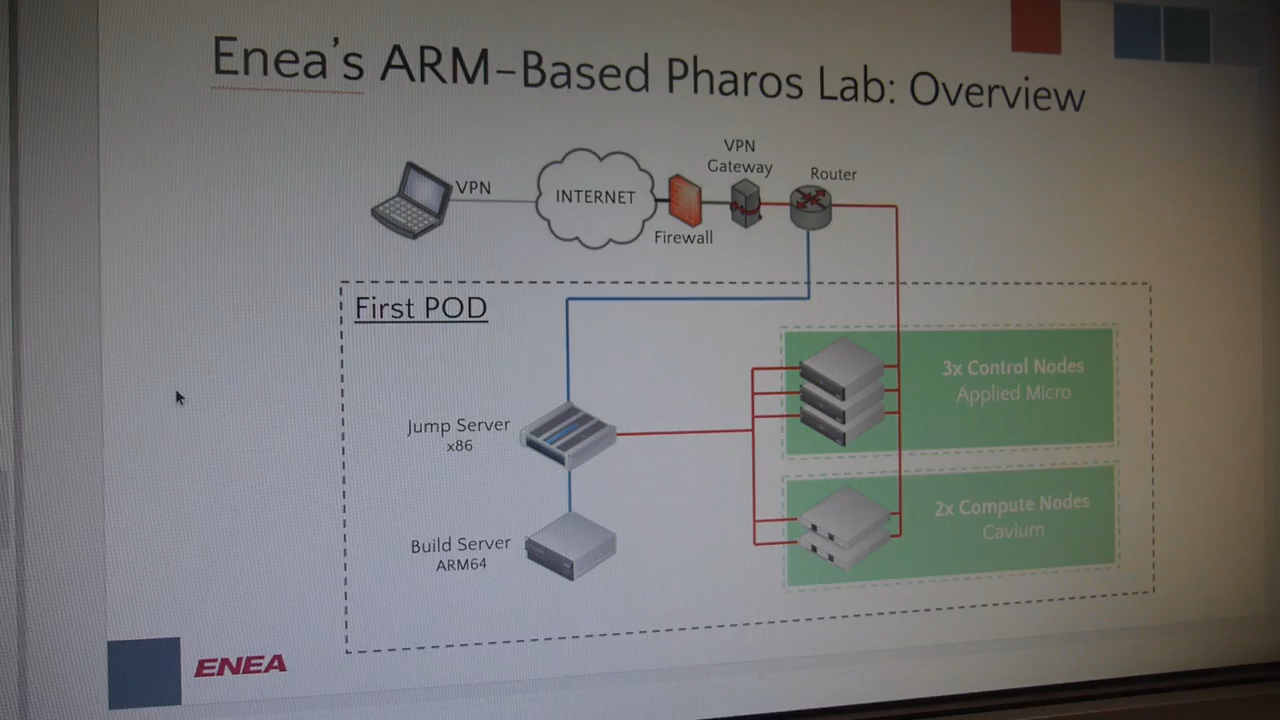 Enea's ARM-Based Pharos Lab: Overview
VPN
INTERNET
Firewall
VPN
Gateway
Router
First POD
3x Control Nodes
Applied Micro
Jump Server
x86
2x Compute Nodes
Cavium
Build Server
ARM64
ENEA